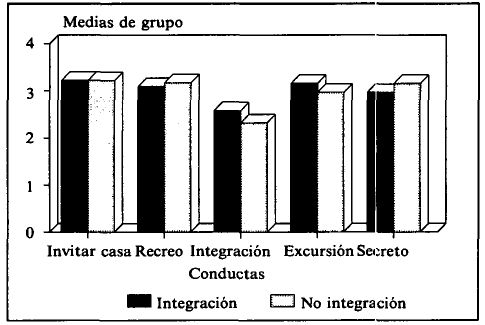 Medias de grupo
4
3
2
1
0
Invitar casa Recreo Integración Excursión Secreto
Conductas
Integración No integración